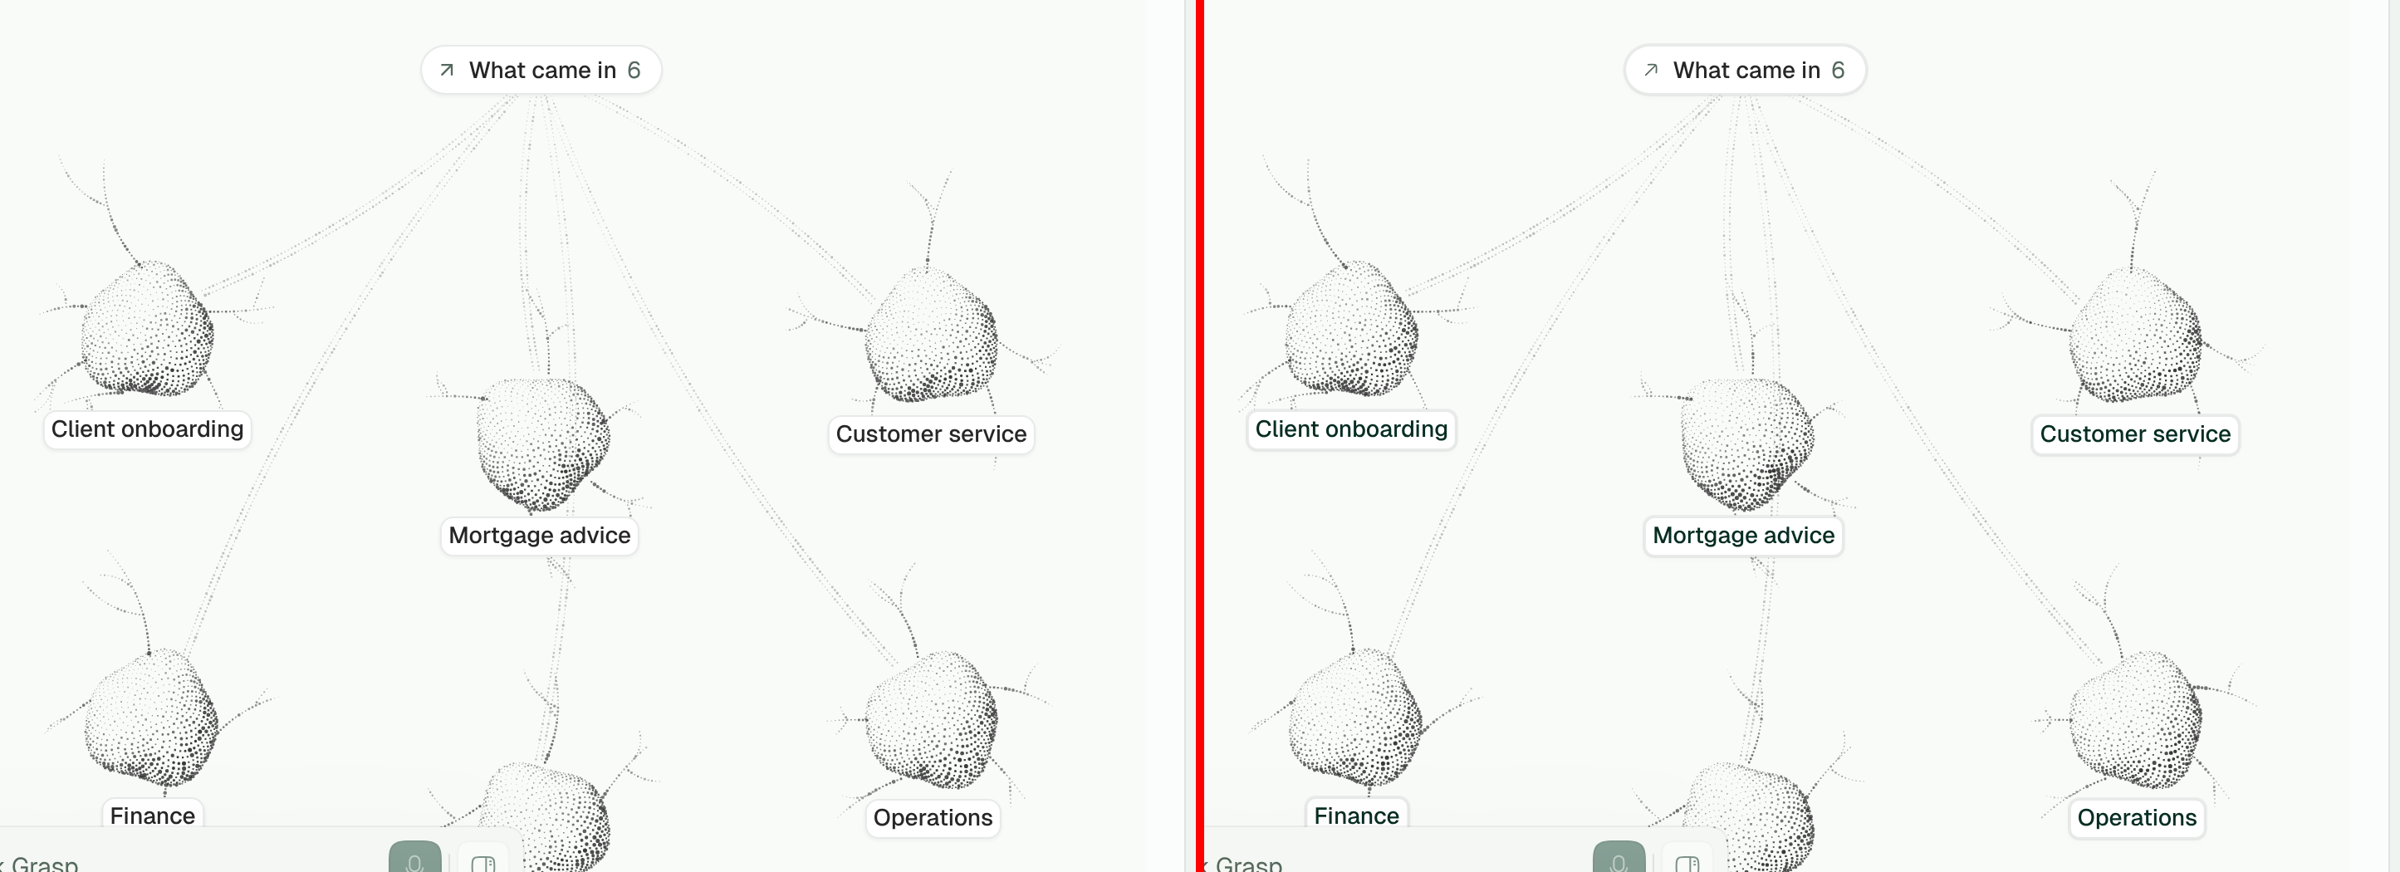 What came in 6
Client onboarding
Customer service
Mortgage advice
Finance
Operations
Grasp
What came in 6
Client onboarding
Customer service
Mortgage advice
Finance
Operations
Grasp